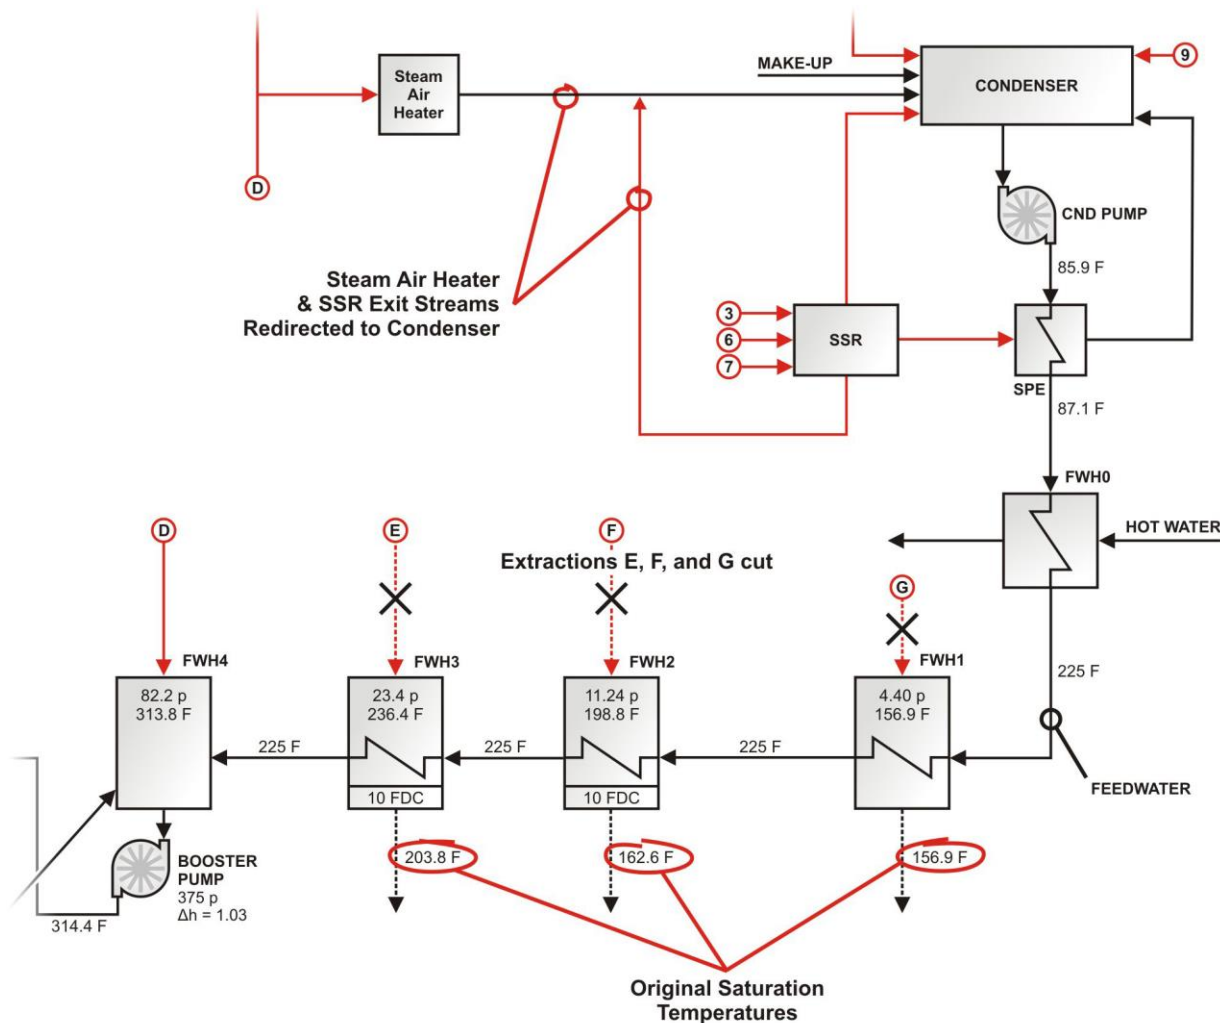 Steam
Air
Heater
MAKE-UP
CONDENSER
9
D
CND PUMP
85.9 F
Steam Air Heater
& SSR Exit Streams
Redirected to Condenser
3
6
7
SSR
SPE
87.1 F
FWH0
HOT WATER
D
E
F
Extractions E, F, and G cut
G
FWH4
FWH3
FWH2
FWH1
82.2 p
313.8 F
23.4 p
236.4 F
11.24 p
198.8 F
4.40 p
156.9 F
225 F
225 F
225 F
225 F
FEEDWATER
10 FDC
10 FDC
BOOSTER
PUMP
375 p
Δh = 1.03
314.4 F
203.8 F
162.6 F
156.9 F
Original Saturation
Temperatures